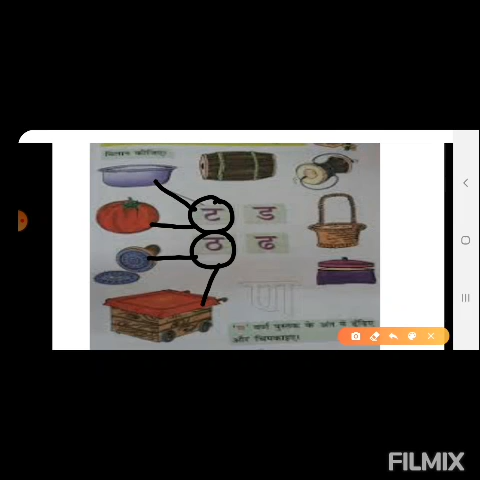 मिलान कीजिए।
ट ड
ठ ढ
ण
'ण' वर्ण पुस्तक के अंत से ढूँढ़िए
और चिपकाइए।
FILMIX